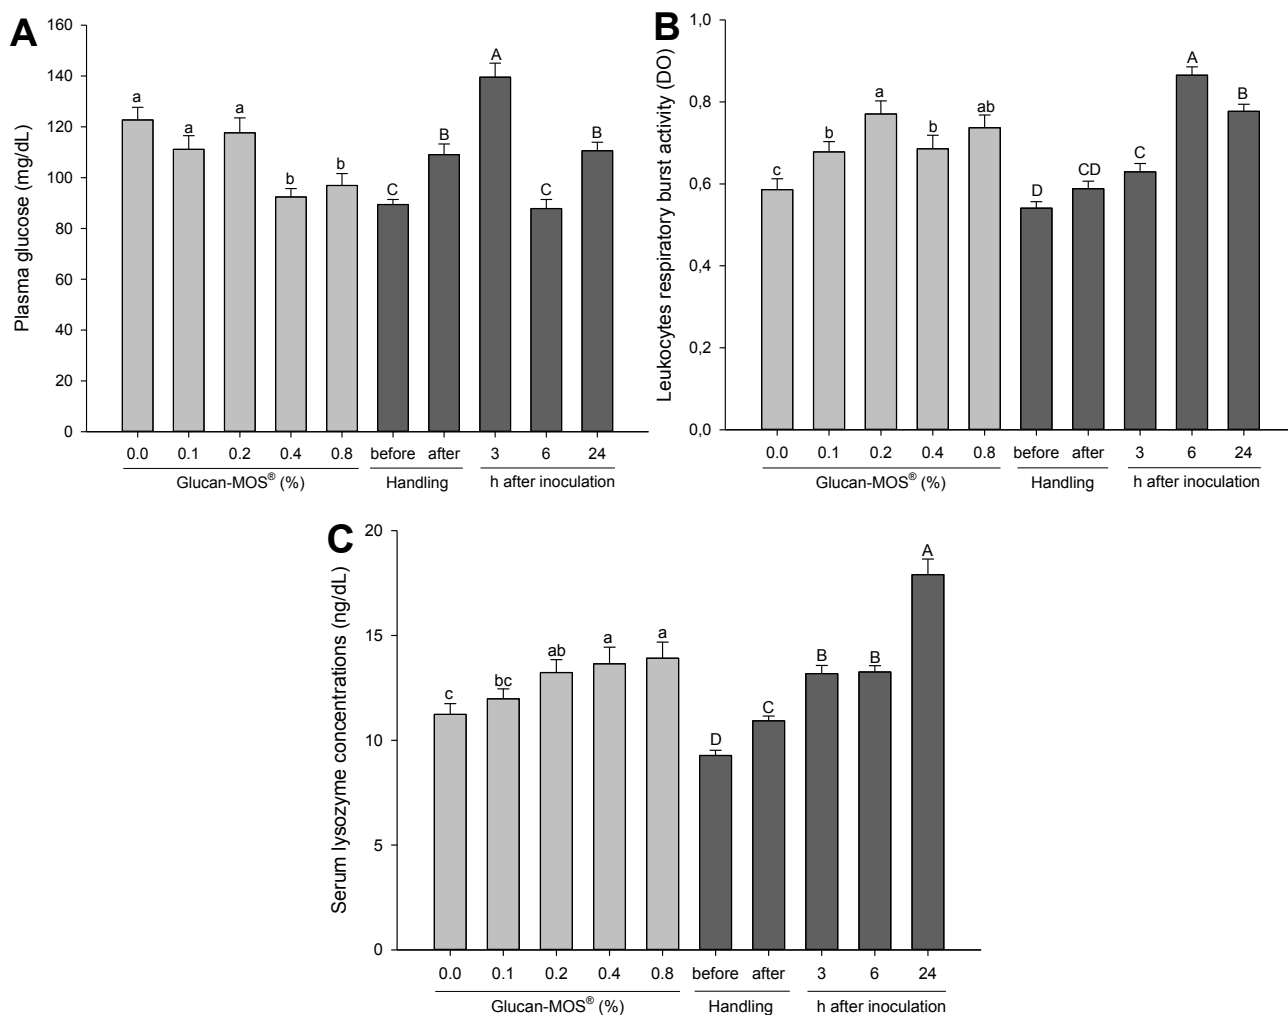 A
Plasma glucose (mg/dL)
160
140
120
100
80
60
40
20
0
a
a
a
b
b
C
B
A
C
B
0.0 0.1 0.2 0.4 0.8 before after 3 6 24
Glucan-MOS® (%) Handling h after inoculation
B
Leukocytes respiratory burst activity (DO)
1,0
0,8
0,6
0,4
0,2
0,0
c
b
a
b
ab
D
CD
C
A
B
0.0 0.1 0.2 0.4 0.8 before after 3 6 24
Glucan-MOS® (%) Handling h after inoculation
C
Serum lysozyme concentrations (ng/dL)
20
15
10
5
0
c
bc
ab
a
a
D
C
B
B
A
0.0 0.1 0.2 0.4 0.8 before after 3 6 24
Glucan-MOS® (%) Handling h after inoculation